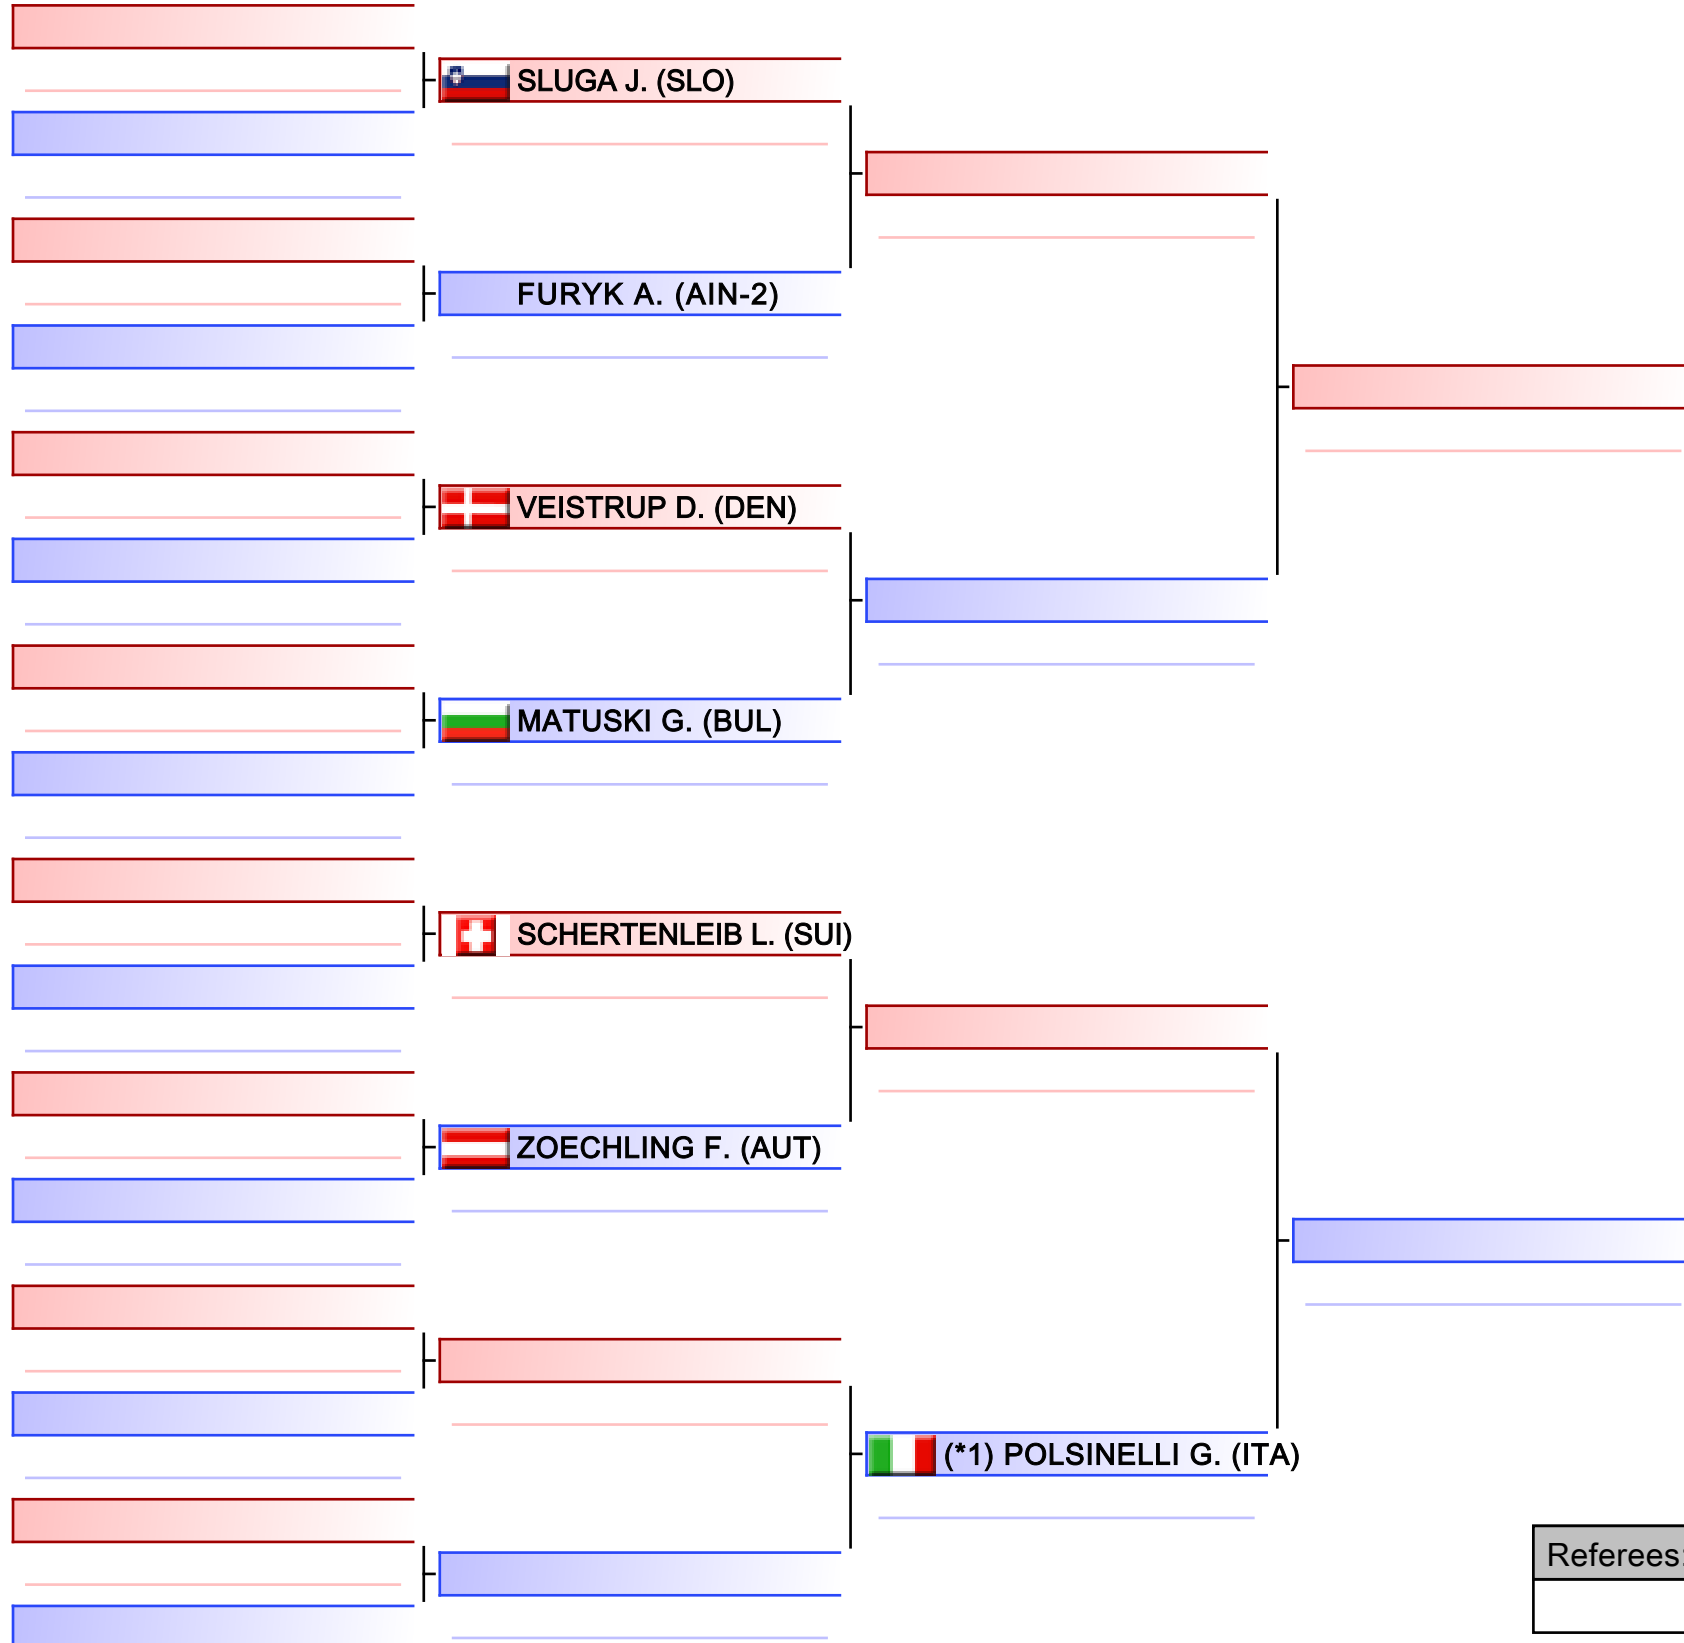 SLUGA J. (SLO)
FURYK A. (AIN-2)
VEISTRUP D. (DEN)
MATUSKI G. (BUL)
SCHERTENLEIB L. (SUI)
ZOECHLING F. (AUT)
(*1) POLSINELLI G. (ITA)
Referees: